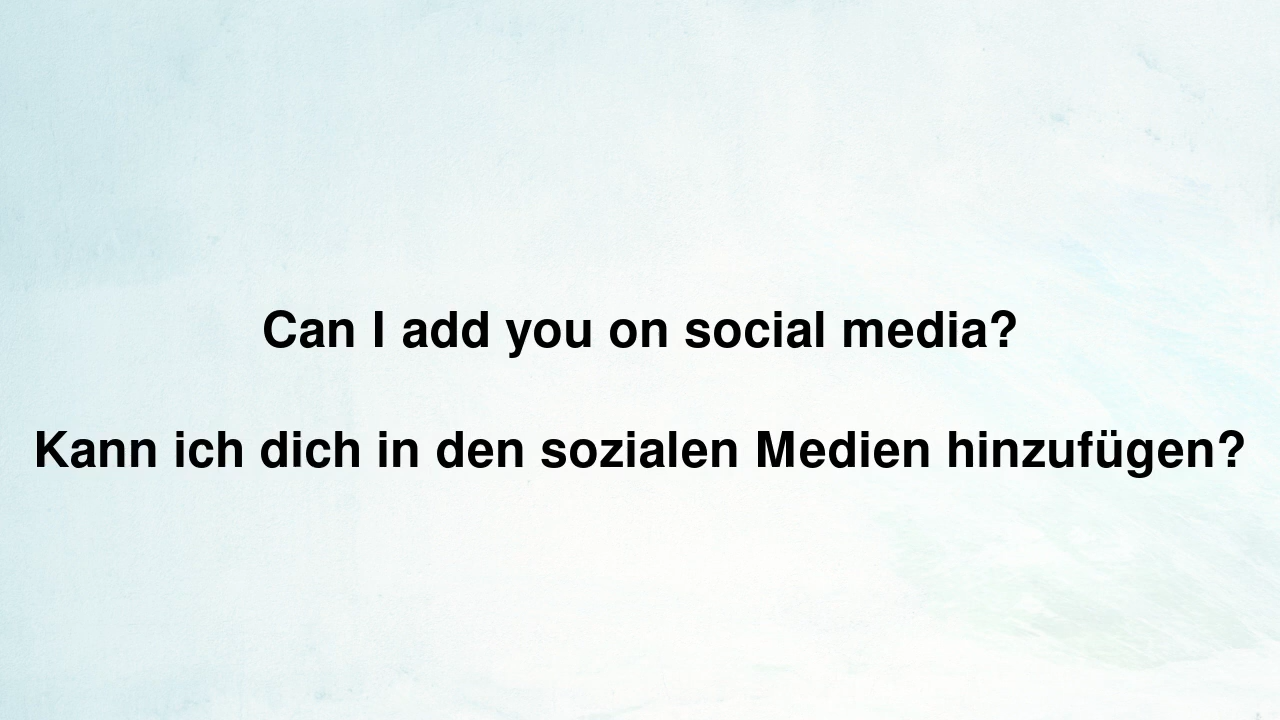 Can I add you on social media?
Kann ich dich in den sozialen Medien hinzufügen?